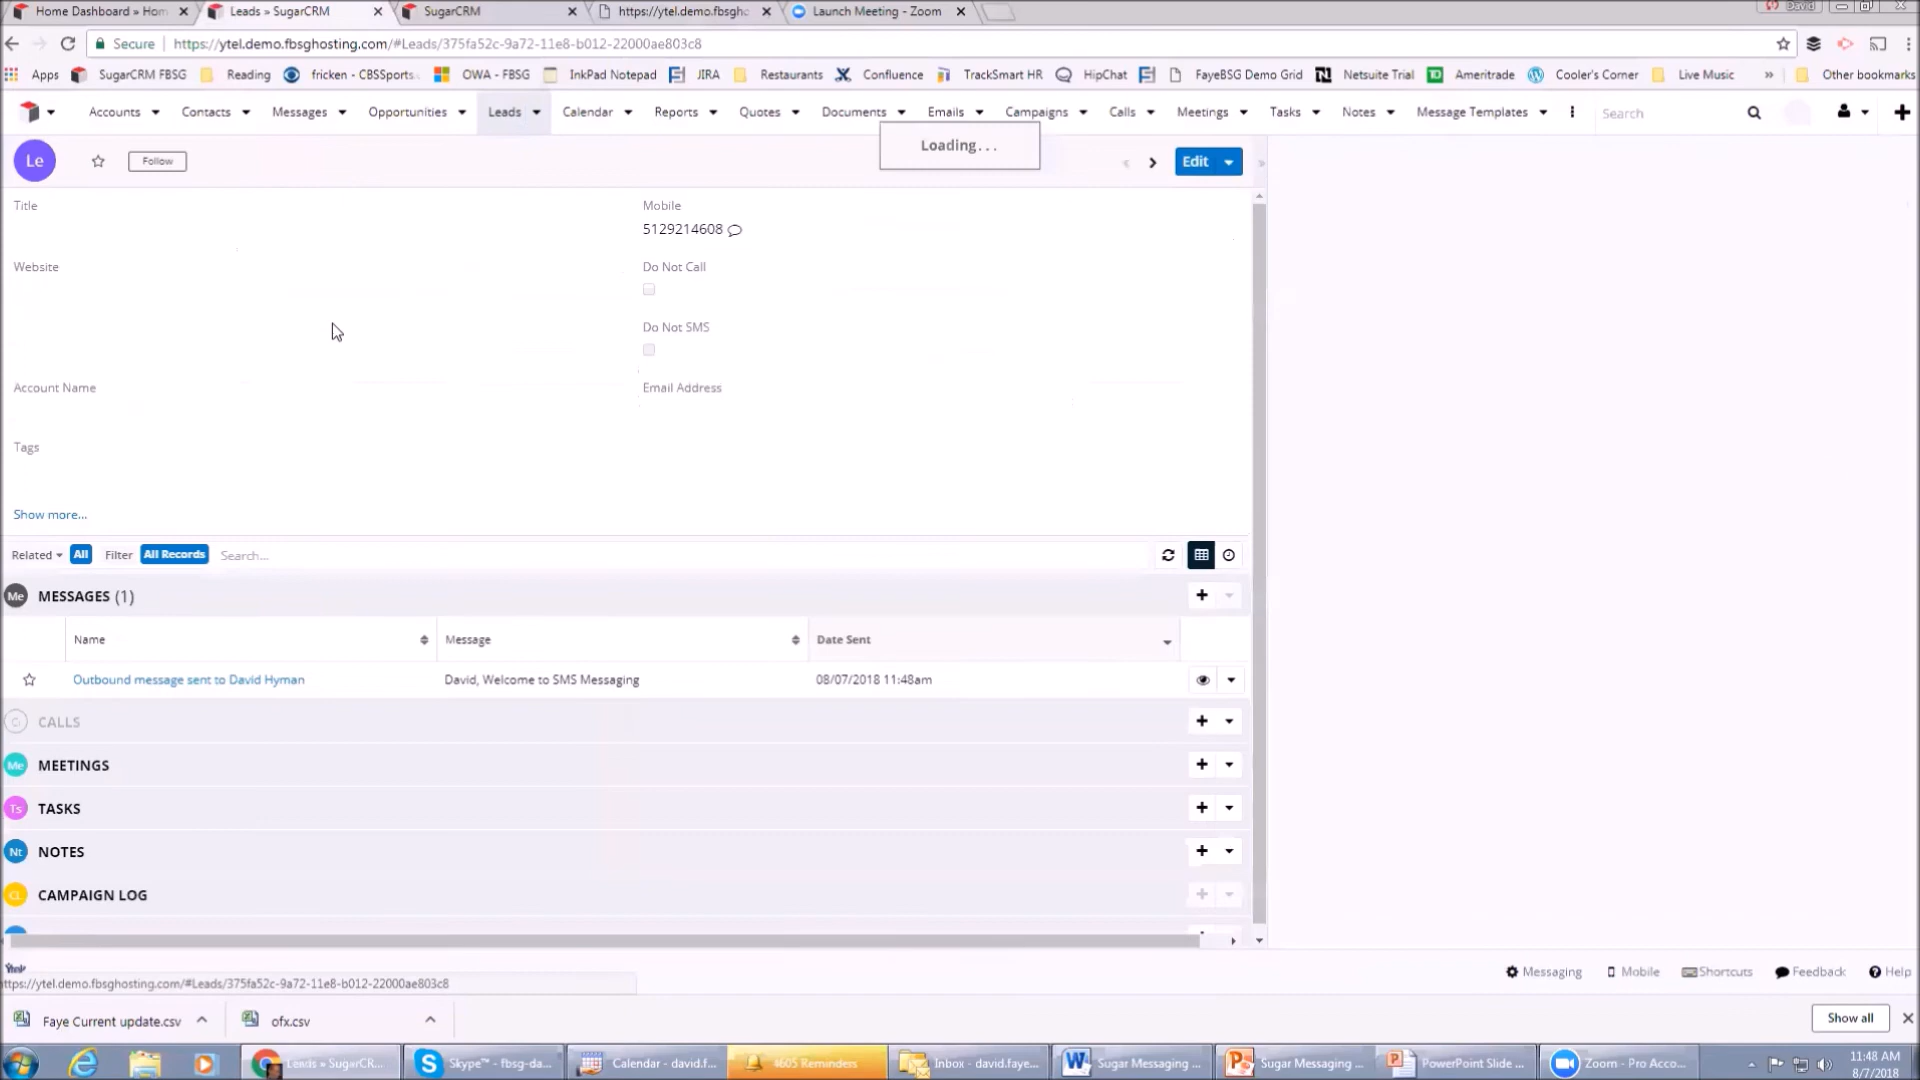 Home Dashboard » Hom
Leads » SugarCRM
SugarCRM
https://ytel.demo.fbsgh
Launch Meeting - Zoom
David
Secure
https://ytel.demo.fbsghosting.com/#Leads/375fa52c-9a72-11e8-b012-22000ae803c8
Apps
SugarCRM FBSG
Reading
fricken - CBSSports
OWA - FBSG
InkPad Notepad
JIRA
Restaurants
Confluence
TrackSmart HR
HipChat
FayeBSG Demo Grid
Netsuite Trial
Ameritrade
Cooler's Corner
Live Music
»
Other bookmarks
Accounts
Contacts
Messages
Opportunities
Leads
Calendar
Reports
Quotes
Documents
Emails
Campaigns
Calls
Meetings
Tasks
Notes
Message Templates
Search
Loading...
Le
Follow
Edit
Title
Mobile
5129214608
Website
Do Not Call
Do Not SMS
Account Name
Email Address
Tags
Show more...
Related
All
Filter
All Records
Search...
Me
MESSAGES (1)
Name
Message
Date Sent
Outbound message sent to David Hyman
David, Welcome to SMS Messaging
08/07/2018 11:48am
CALLS
Me
MEETINGS
Ts
TASKS
Nt
NOTES
CL
CAMPAIGN LOG
Messaging
Mobile
Shortcuts
Feedback
Help
https://ytel.demo.fbsghosting.com/#Leads/375fa52c-9a72-11e8-b012-22000ae803c8
Faye Current update.csv
ofx.csv
Show all
Leads » SugarCR...
Skype™ - fbsg-da...
Calendar - david.f...
4605 Reminders
Inbox - david.faye...
Sugar Messaging ...
Sugar Messaging ...
PowerPoint Slide ...
Zoom - Pro Acco...
11:48 AM
8/7/2018